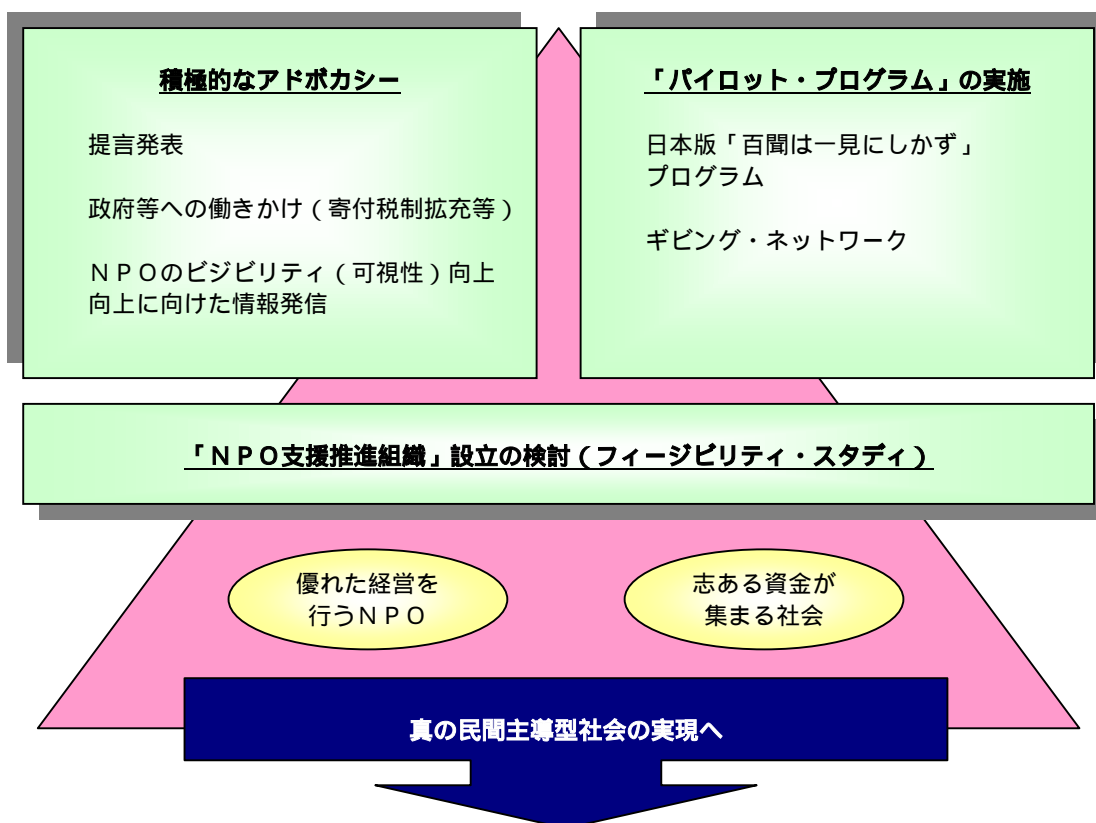 積極的なアドボカシー
提言発表
政府等への働きかけ(寄付税制拡充等)
NPOのビジビリティ(可視性)向上
向上に向けた情報発信
「パイロット・プログラム」の実施
日本版「百聞は一見にしかず」
プログラム
ギビング・ネットワーク
「NPO支援推進組織」設立の検討(フィージビリティ・スタディ)
優れた経営を
行うNPO
志ある資金が
集まる社会
真の民間主導型社会の実現へ